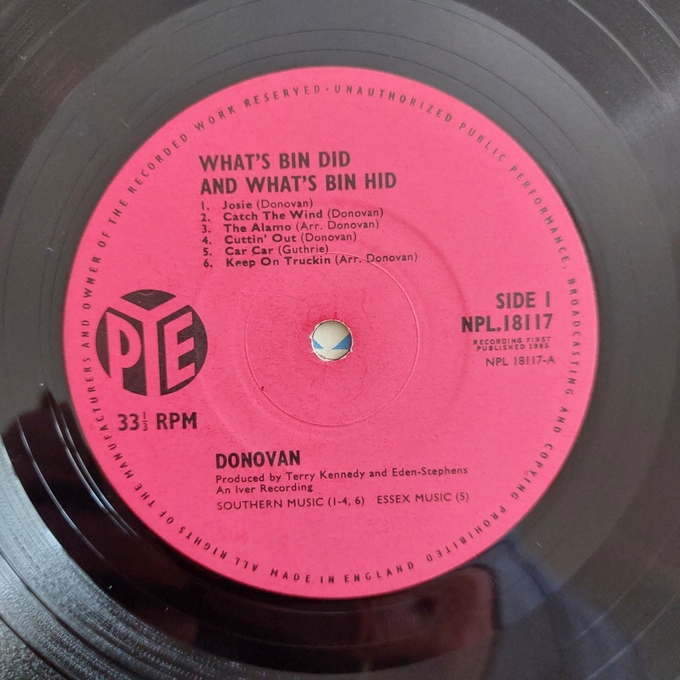 ALL RIGHTS OF THE MANUFACTURERS AND OWNER OF THE RECORDED WORK RESERVED · UNAUTHORIZED PUBLIC PERFORMANCE, BROADCASTING AND COPYING PROHIBITED
WHAT'S BIN DID
AND WHAT'S BIN HID
1. Josie (Donovan)
2. Catch The Wind (Donovan)
3. The Alamo (Arr. Donovan)
4. Cuttin' Out (Donovan)
5. Car Car (Guthrie)
6. Keep On Truckin (Arr. Donovan)
SIDE 1
NPL.18117
RECORDING FIRST
PUBLISHED 1965
NPL 18117-A
PYE
33⅓ RPM
DONOVAN
Produced by Terry Kennedy and Eden-Stephens
An Iver Recording
SOUTHERN MUSIC (1-4, 6) ESSEX MUSIC (5)
MADE IN ENGLAND